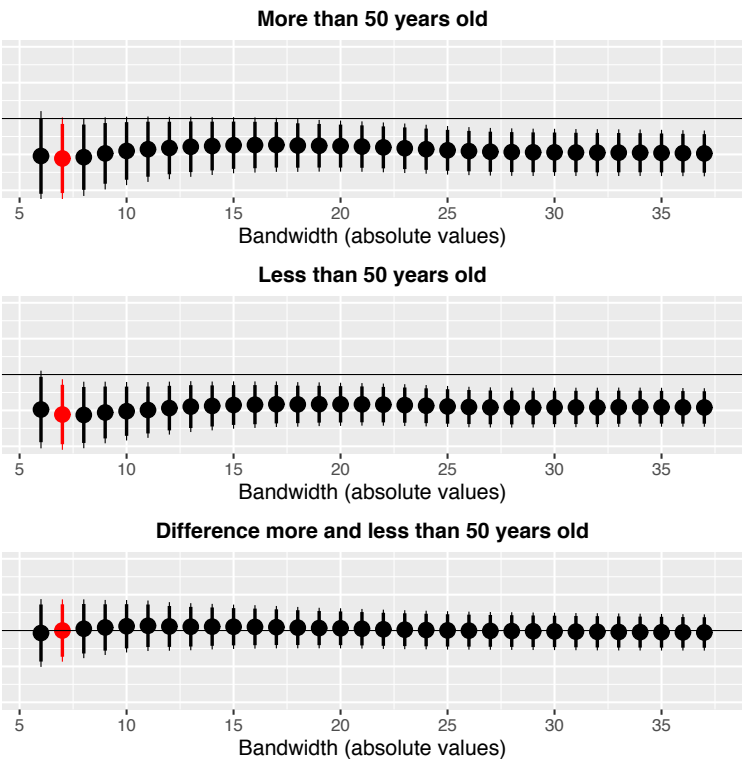 More than 50 years old
5 10 15 20 25 30 35
Bandwidth (absolute values)
Less than 50 years old
5 10 15 20 25 30 35
Bandwidth (absolute values)
Difference more and less than 50 years old
5 10 15 20 25 30 35
Bandwidth (absolute values)